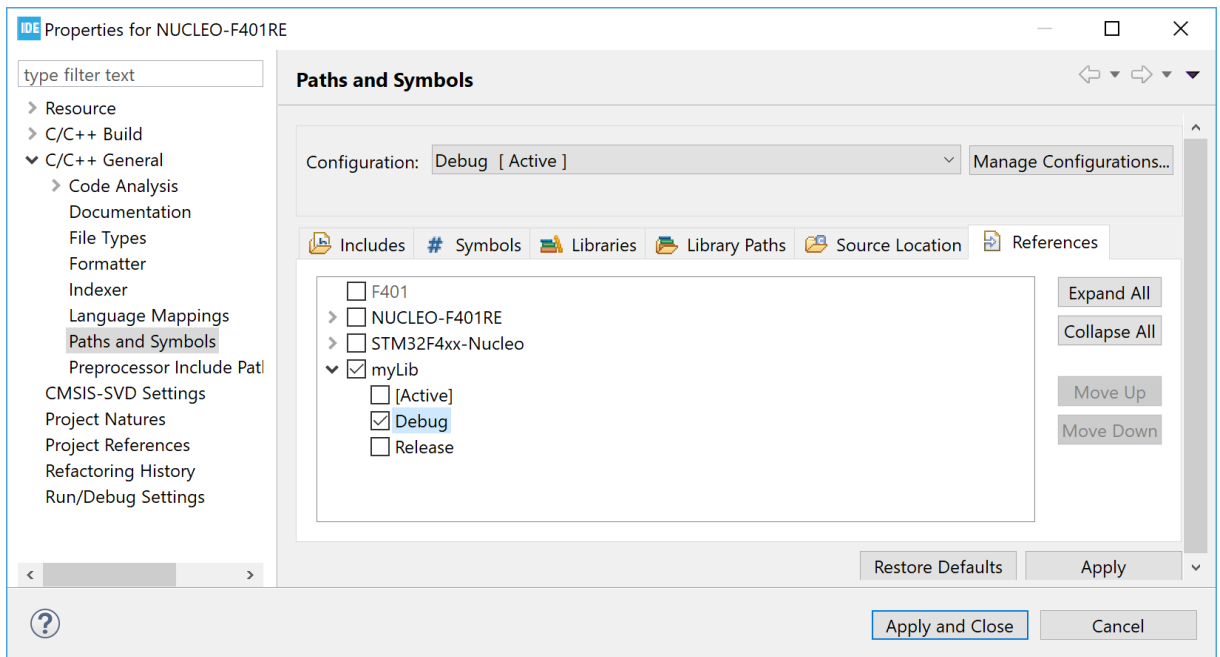 IDE Properties for NUCLEO-F401RE
type filter text
Resource
C/C++ Build
C/C++ General
Code Analysis
Documentation
File Types
Formatter
Indexer
Language Mappings
Paths and Symbols
Preprocessor Include Pat
CMSIS-SVD Settings
Project Natures
Project References
Refactoring History
Run/Debug Settings
Paths and Symbols
Configuration: Debug [ Active ] Manage Configurations...
Includes # Symbols Libraries Library Paths Source Location References
F401
NUCLEO-F401RE
STM32F4xx-Nucleo
myLib
[Active]
Debug
Release
Expand All
Collapse All
Move Up
Move Down
Restore Defaults Apply
? Apply and Close Cancel